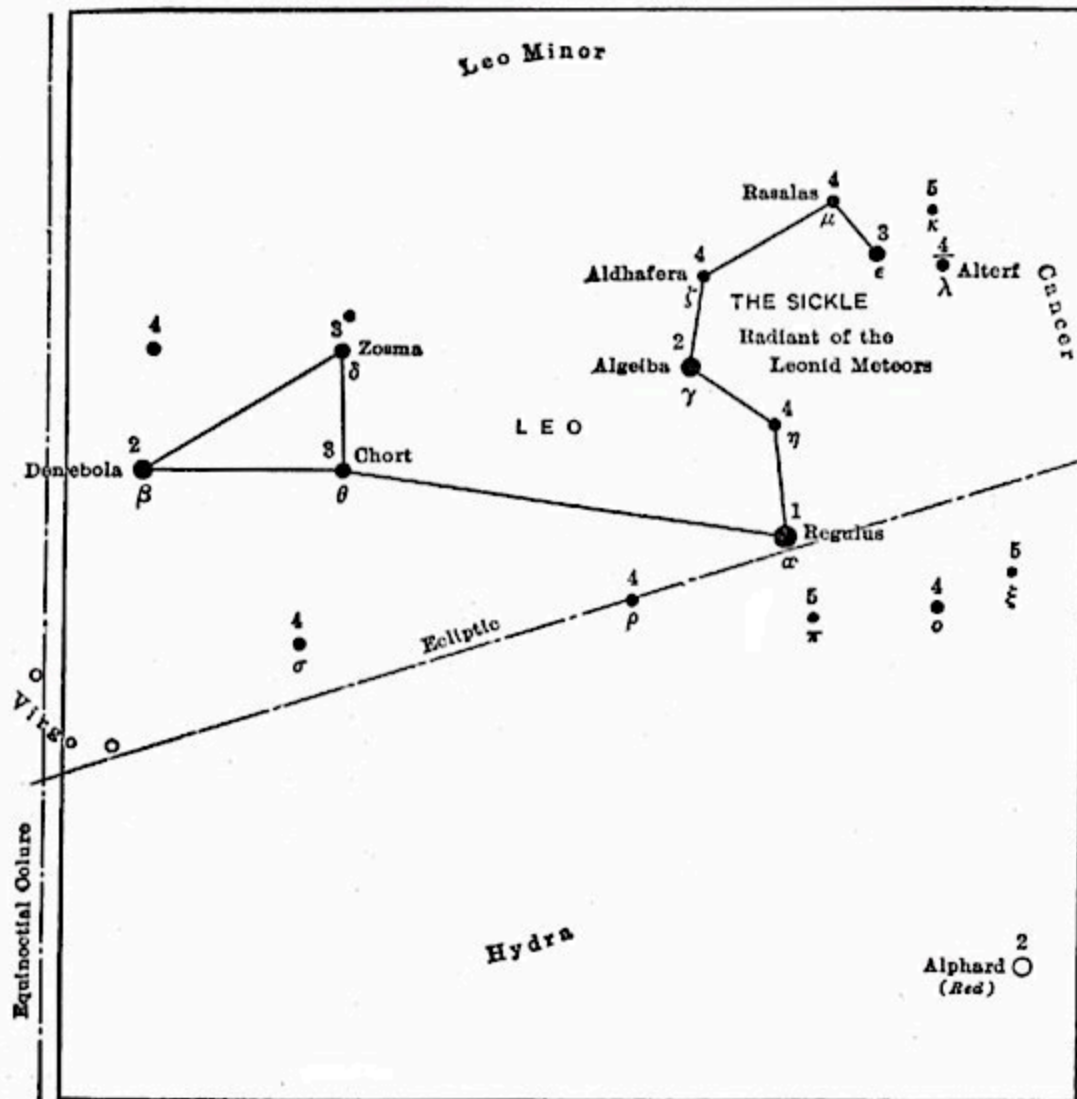 Leo Minor
4
Rasalas
μ
5
κ
3
ε
4
λ
Alterf
Cancer
4
Aldhafera
ζ
THE SICKLE
Radiant of the
Leonid Meteors
4
3
Zosma
δ
2
Algeiba
γ
4
η
LEO
2
Denebola
β
3
Chort
θ
1
Regulus
α
4
ρ
5
π
4
ο
5
ξ
4
σ
Ecliptic
Virgo
Equinoctial Colure
Hydra
2
Alphard
(Red)